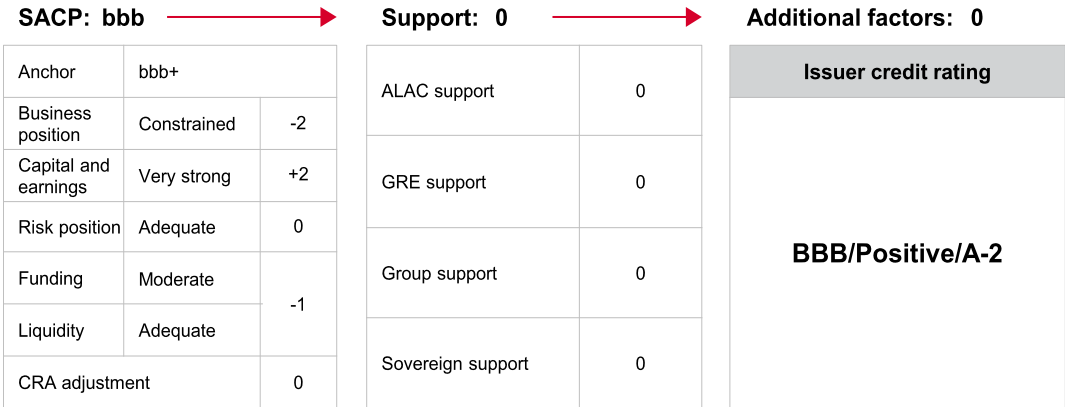 SACP: bbb
Support: 0
Additional factors: 0
Anchor
bbb+
Business
position
Constrained
-2
Capital and
earnings
Very strong
+2
Risk position
Adequate
0
Funding
Moderate
-1
Liquidity
Adequate
CRA adjustment
0
ALAC support
0
GRE support
0
Group support
0
Sovereign support
0
Issuer credit rating
BBB/Positive/A-2